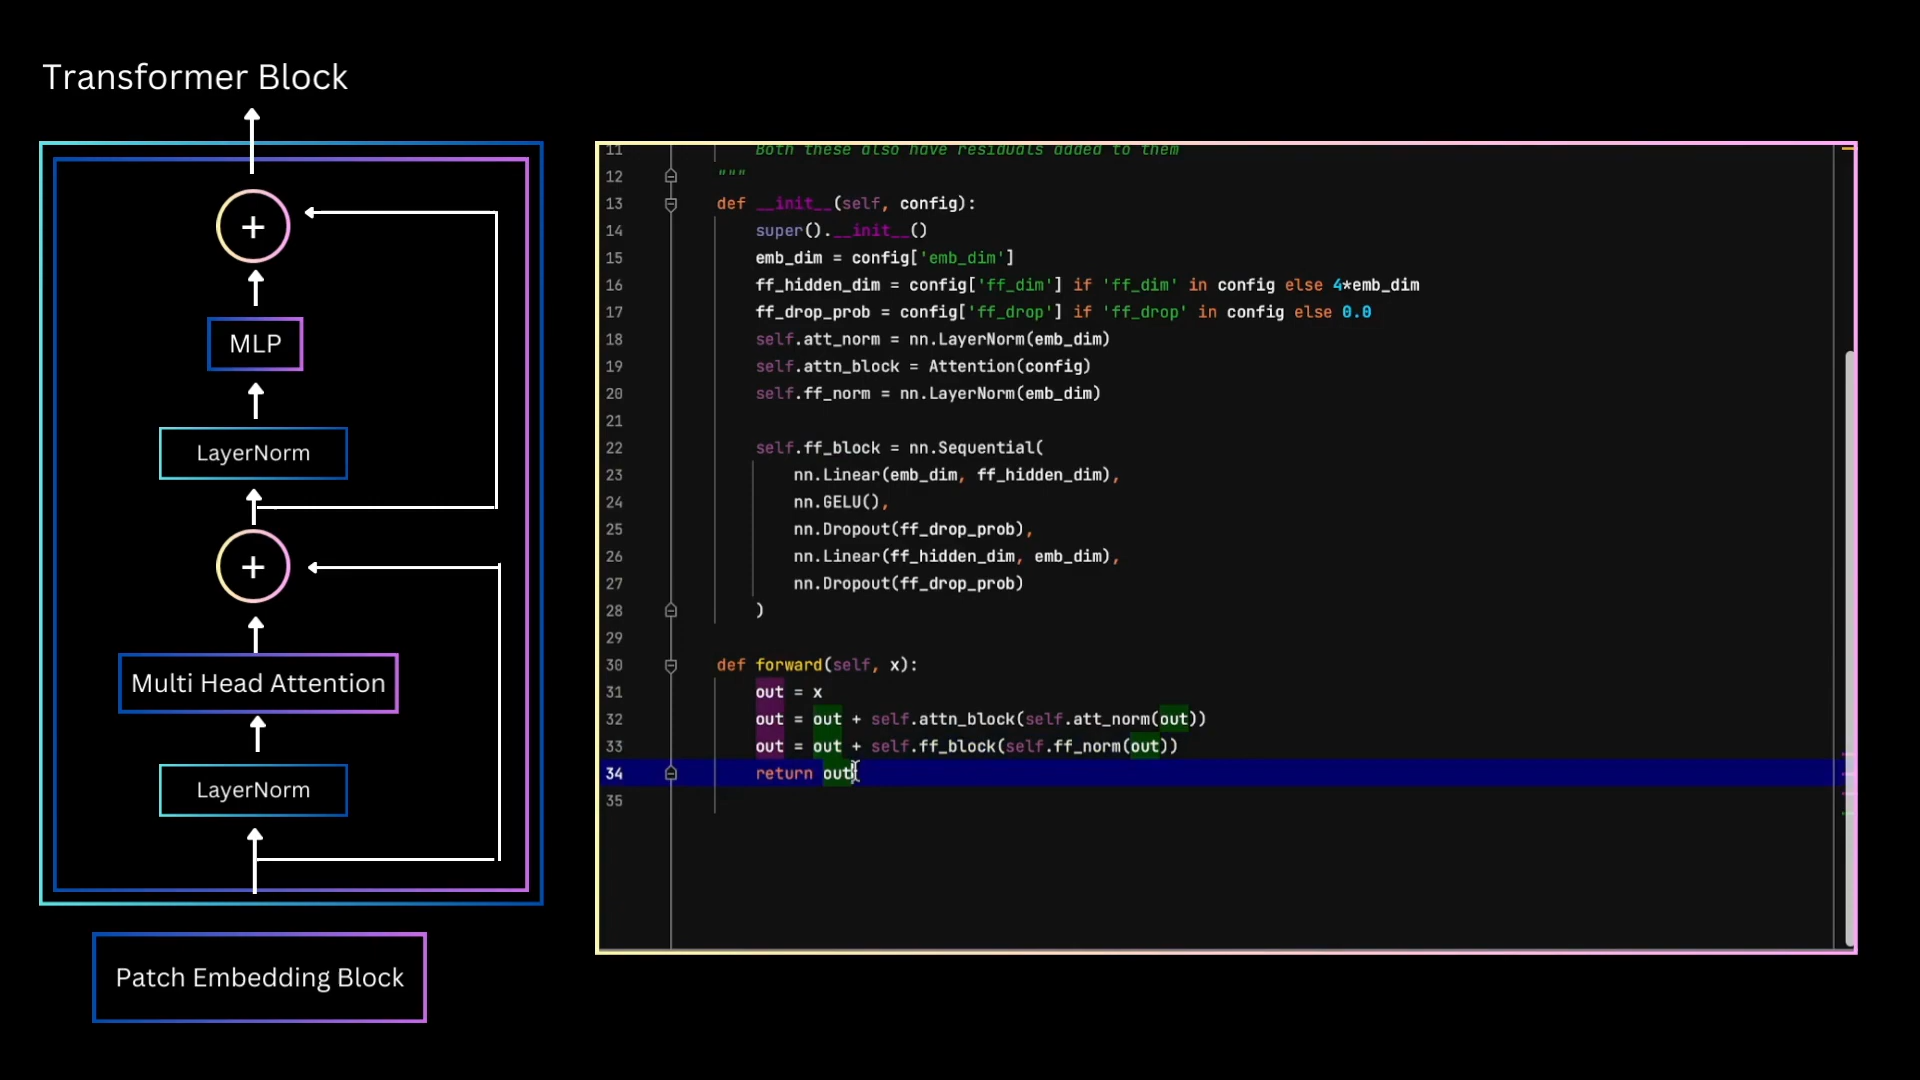 Transformer Block
+
MLP
LayerNorm
+
Multi Head Attention
LayerNorm
Patch Embedding Block
11 Both these also have residuals added to them
12 """
13 def __init__(self, config):
14 super().__init__()
15 emb_dim = config['emb_dim']
16 ff_hidden_dim = config['ff_dim'] if 'ff_dim' in config else 4*emb_dim
17 ff_drop_prob = config['ff_drop'] if 'ff_drop' in config else 0.0
18 self.att_norm = nn.LayerNorm(emb_dim)
19 self.attn_block = Attention(config)
20 self.ff_norm = nn.LayerNorm(emb_dim)
21
22 self.ff_block = nn.Sequential(
23 nn.Linear(emb_dim, ff_hidden_dim),
24 nn.GELU(),
25 nn.Dropout(ff_drop_prob),
26 nn.Linear(ff_hidden_dim, emb_dim),
27 nn.Dropout(ff_drop_prob)
28 )
29
30 def forward(self, x):
31 out = x
32 out = out + self.attn_block(self.att_norm(out))
33 out = out + self.ff_block(self.ff_norm(out))
34 return out
35